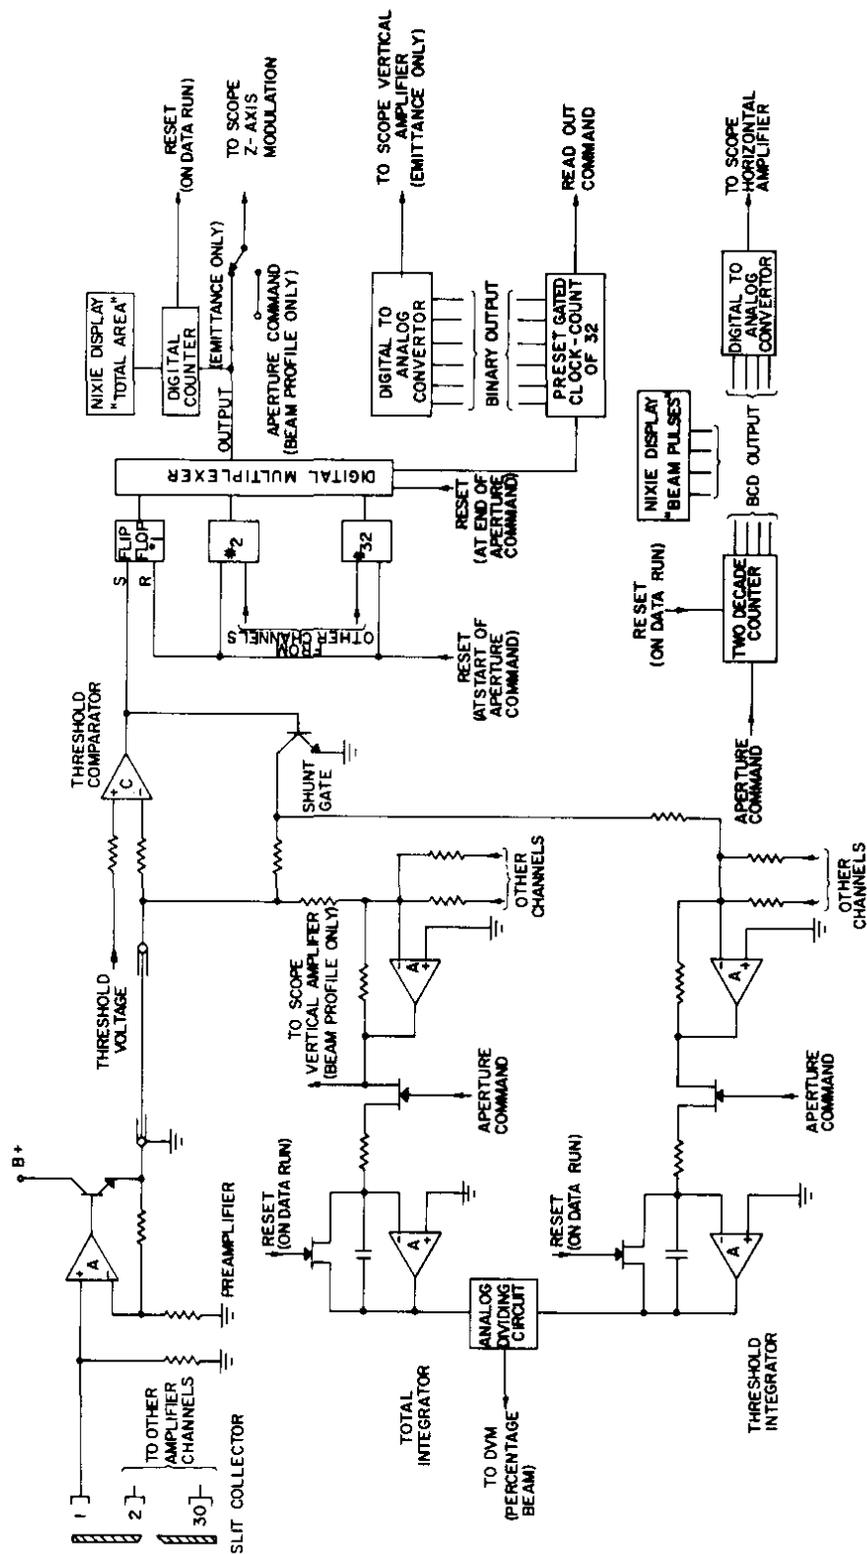 SLIT COLLECTOR
1
2
30
TO OTHER
AMPLIFIER
CHANNELS
PREAMPLIFIER
A
+
-
B+
THRESHOLD
VOLTAGE
THRESHOLD
COMPARATOR
C
+
-
SHUNT
GATE
S
R
FLIP
FLOP
#1
#2
#32
FROM
OTHER CHANNELS
RESET
(AT START OF
APERTURE
COMMAND)
DIGITAL MULTIPLEXER
RESET
(AT END OF
APERTURE
COMMAND)
OUTPUT
NIXIE DISPLAY
"TOTAL AREA"
DIGITAL
COUNTER
RESET
(ON DATA RUN)
(EMITTANCE ONLY)
TO SCOPE
Z-AXIS
MODULATION
APERTURE COMMAND
(BEAM PROFILE ONLY)
DIGITAL TO
ANALOG
CONVERTOR
TO SCOPE VERTICAL
AMPLIFIER
(EMITTANCE ONLY)
BINARY OUTPUT
PRESET GATED
CLOCK-COUNT
OF 32
READ OUT
COMMAND
TO SCOPE
VERTICAL AMPLIFIER
(BEAM PROFILE ONLY)
A
-
+
OTHER
CHANNELS
APERTURE
COMMAND
RESET
(ON DATA RUN)
A
-
+
TOTAL
INTEGRATOR
ANALOG
DIVIDING
CIRCUIT
TO DVM
(PERCENTAGE
BEAM)
RESET
(ON DATA RUN)
A
-
+
THRESHOLD
INTEGRATOR
APERTURE
COMMAND
A
-
+
OTHER
CHANNELS
APERTURE
COMMAND
TWO DECADE
COUNTER
RESET
(ON DATA RUN)
BCD OUTPUT
NIXIE DISPLAY
"BEAM PULSES"
DIGITAL TO
ANALOG
CONVERTOR
TO SCOPE
HORIZONTAL
AMPLIFIER